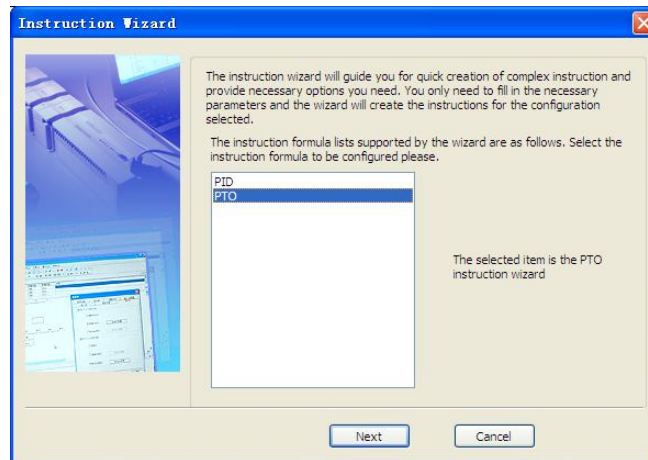 Instruction Wizard
The instruction wizard will guide you for quick creation of complex instruction and
provide necessary options you need. You only need to fill in the necessary
parameters and the wizard will create the instructions for the configuration
selected.
The instruction formula lists supported by the wizard are as follows. Select the
instruction formula to be configured please.
PID
PTO
The selected item is the PTO
instruction wizard
Next
Cancel